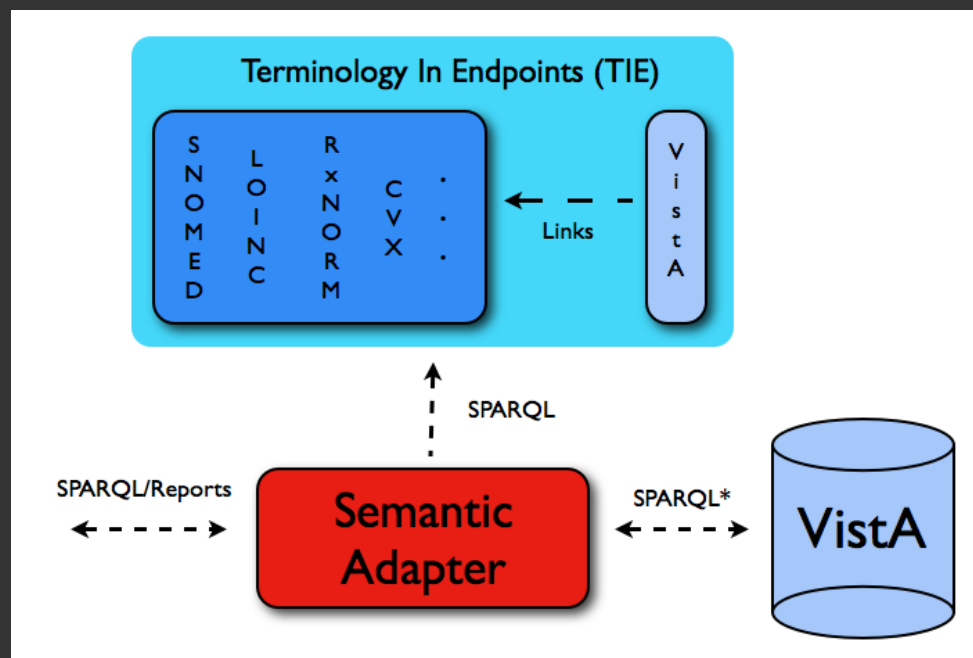 Terminology In Endpoints (TIE)
SNOMED
LOINC
RxNORM
CVX
...
VistA
Links
SPARQL
SPARQL/Reports
Semantic
Adapter
SPARQL*
VistA